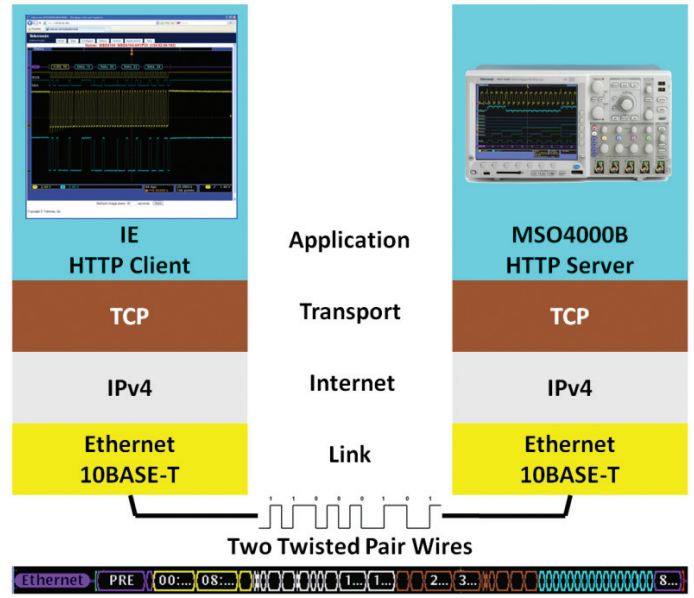 IE
HTTP Client
Application
MSO4000B
HTTP Server
TCP
Transport
TCP
IPv4
Internet
IPv4
Ethernet
10BASE-T
Link
Ethernet
10BASE-T
1 1 0 0 0 1 0 1
Two Twisted Pair Wires
Ethernet PRE 00:... 08:... 1... 1... 2... 3... 8...